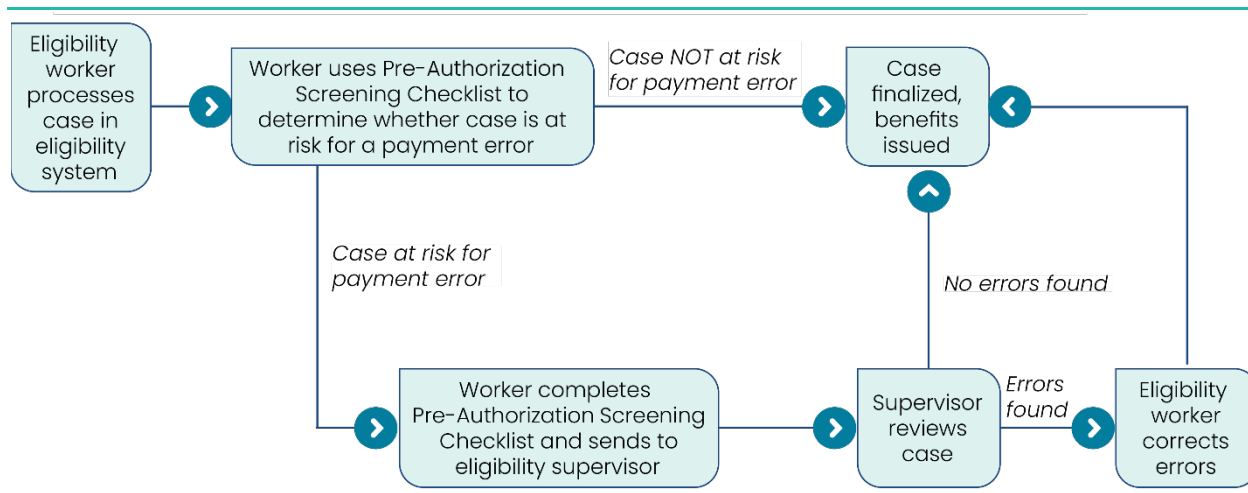 Eligibility
worker
processes
case in
eligibility
system
Worker uses Pre-Authorization
Screening Checklist to
determine whether case is at
risk for a payment error
Case NOT at risk
for payment error
Case
finalized,
benefits
issued
Case at risk for
payment error
No errors found
Worker completes
Pre-Authorization Screening
Checklist and sends to
eligibility supervisor
Supervisor
reviews
case
Errors
found
Eligibility
worker
corrects
errors